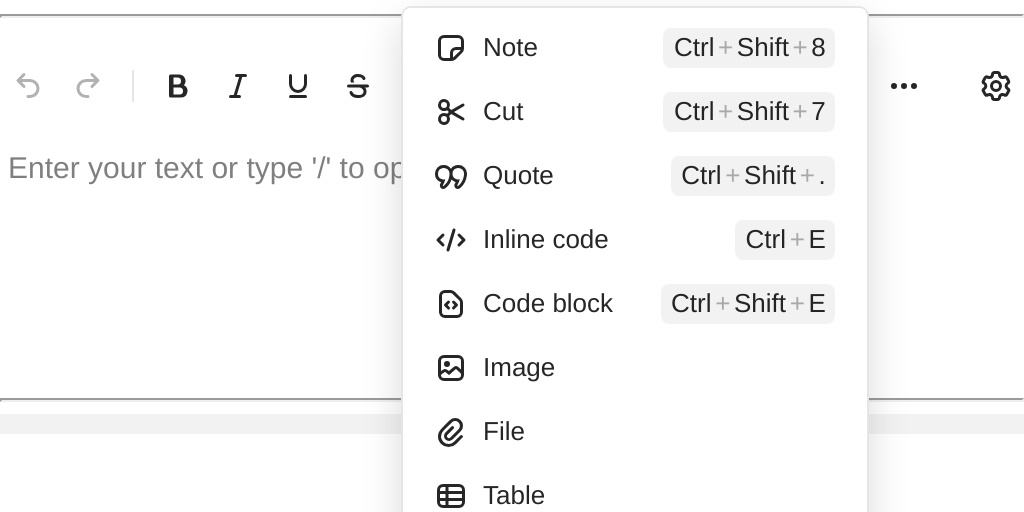 Note Ctrl+Shift+8
B I U S
Cut Ctrl+Shift+7
Enter your text or type '/' to op
Quote Ctrl+Shift+.
Inline code Ctrl+E
Code block Ctrl+Shift+E
Image
File
Table